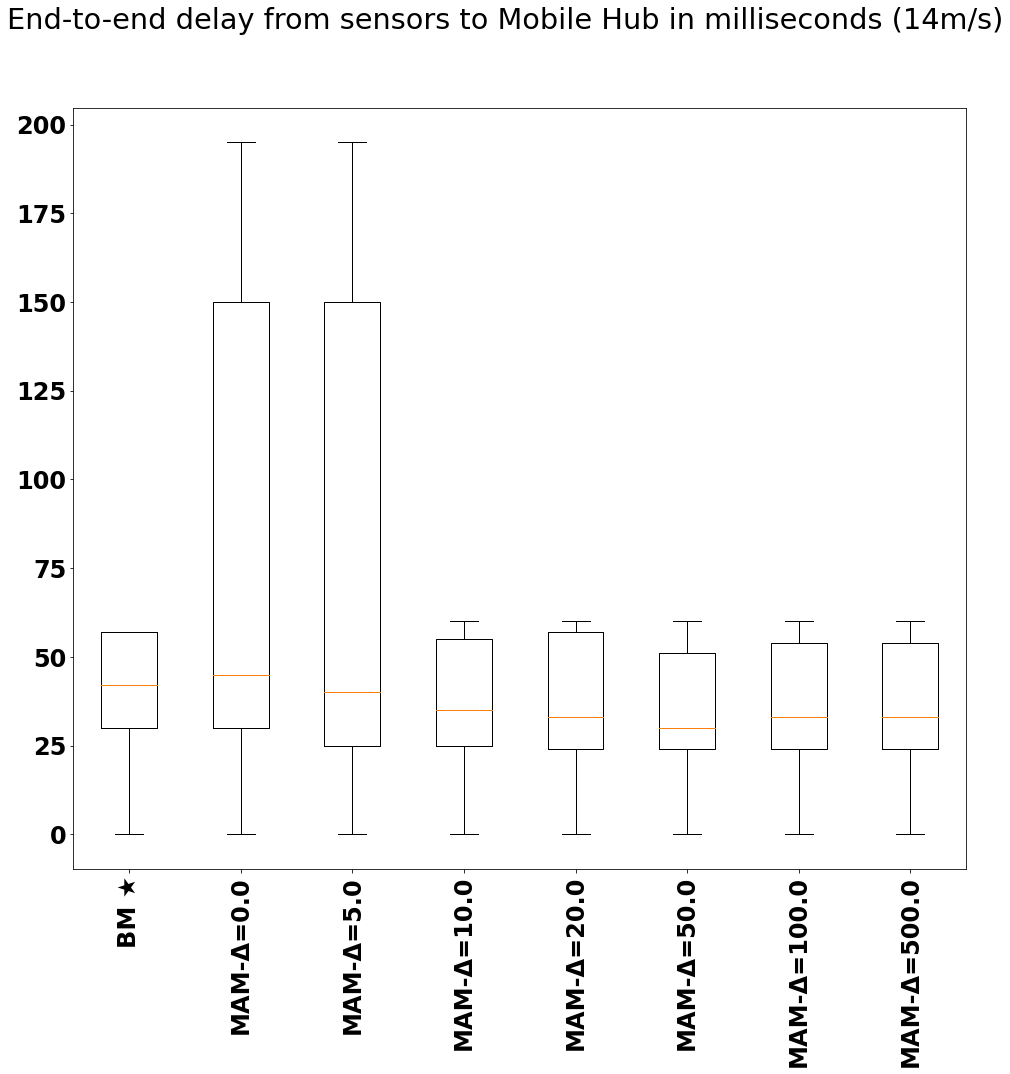 End-to-end delay from sensors to Mobile Hub in milliseconds (14m/s)
200
175
150
125
100
75
50
25
0
BM ★
MAM-Δ=0.0
MAM-Δ=5.0
MAM-Δ=10.0
MAM-Δ=20.0
MAM-Δ=50.0
MAM-Δ=100.0
MAM-Δ=500.0